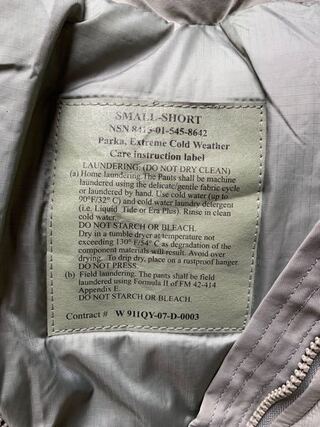 SMALL-SHORT
NSN 8415-01-545-8642
Parka, Extreme Cold Weather
Care instruction label
LAUNDERING: (DO NOT DRY CLEAN)
(a) Home laundering. The Pants shall be machine
laundered using the delicate/gentle fabric cycle
or laundered by hand. Use cold water (up to
90°F/32° C) and cold water laundry detergent
(i.e. Liquid Tide or Era Plus). Rinse in clean
cold water.
DO NOT STARCH OR BLEACH.
Dry in a tumble dryer at temperature not
exceeding 130° F/54° C as degradation of the
component materials will result. Avoid over
drying. To drip dry, place on a rustproof hanger.
DO NOT PRESS.
(b) Field laundering. The pants shall be field
laundered using Formula II of FM 42-414
Appendix E.
DO NOT STARCH OR BLEACH.
Contract # W 911QY-07-D-0003